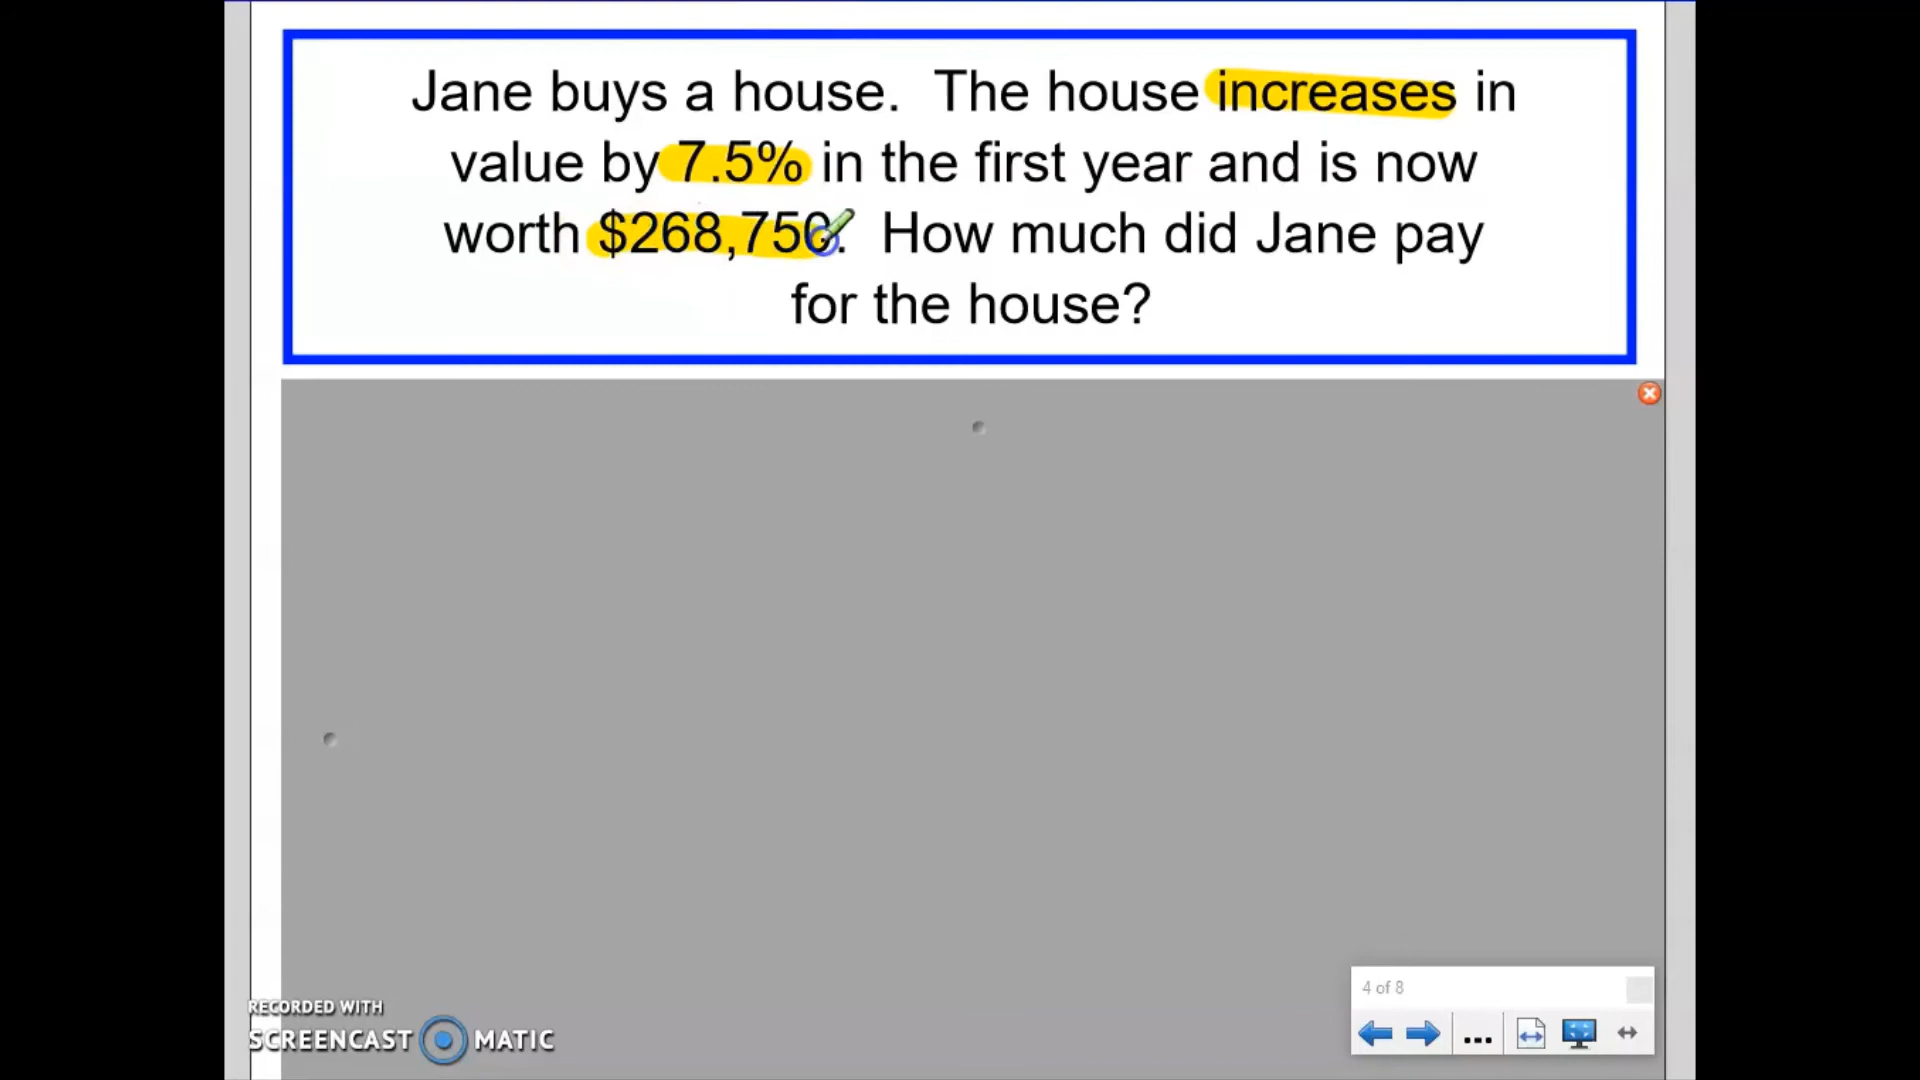 Jane buys a house. The house increases in
value by 7.5% in the first year and is now
worth $268,750. How much did Jane pay
for the house?
4 of 8
RECORDED WITH
SCREENCAST MATIC